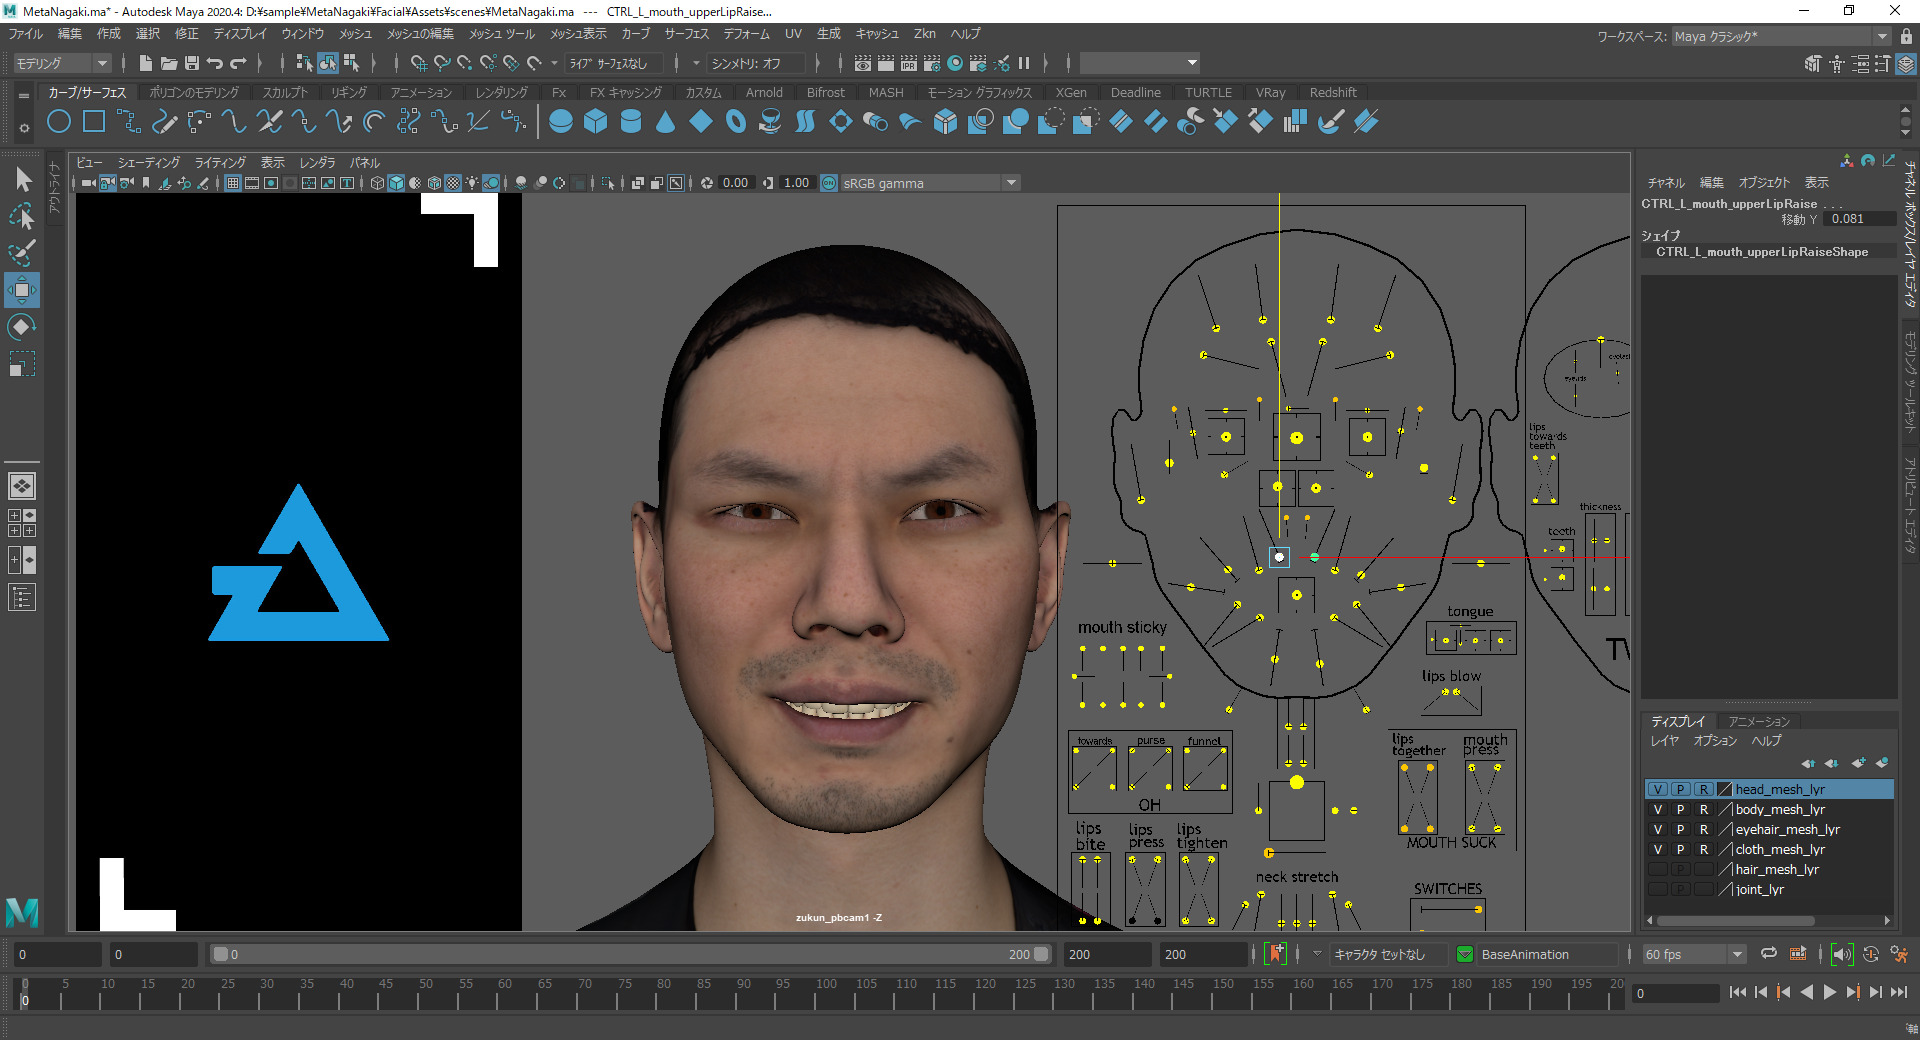 MetaNagaki.ma* - Autodesk Maya 2020.4: D:¥sample¥MetaNagaki¥Facial¥Assets¥scenes¥MetaNagaki.ma   ---   CTRL_L_mouth_upperLipRaise...
ファイル 編集 作成 選択 修正 ディスプレイ ウィンドウ メッシュ メッシュの編集 メッシュ ツール メッシュ表示 カーブ サーフェス デフォーム UV 生成 キャッシュ Zkn ヘルプ
ワークスペース: Maya クラシック*
モデリング
ライブ サーフェスなし
シンメトリ: オフ
IPR
カーブ/サーフェス ポリゴンのモデリング スカルプト リギング アニメーション レンダリング Fx FX キャッシング カスタム Arnold Bifrost MASH モーション グラフィックス XGen Deadline TURTLE VRay Redshift
アウトライナ
ビュー シェーディング ライティング 表示 レンダラ パネル
0.00 1.00 ON sRGB gamma
チャネル 編集 オブジェクト 表示
CTRL_L_mouth_upperLipRaise . . .
移動 Y 0.081
シェイプ
CTRL_L_mouth_upperLipRaiseShape
チャネル ボックス/レイヤ エディタ
モデリング ツールキット
アトリビュート エディタ
eyelids
lips
towards
teeth
thickness
teeth
tongue
mouth sticky
lips blow
towards purse funnel
OH
lips
together
mouth
press
MOUTH SUCK
lips
bite
lips
press
lips
tighten
neck stretch
SWITCHES
zukun_pbcam1 -Z
ディスプレイ アニメーション
レイヤ オプション ヘルプ
V P R head_mesh_lyr
V P R body_mesh_lyr
V P R eyehair_mesh_lyr
V P R cloth_mesh_lyr
P hair_mesh_lyr
P joint_lyr
0 0 0 200 200 200 キャラクタ セットなし BaseAnimation 60 fps
0 5 10 15 20 25 30 35 40 45 50 55 60 65 70 75 80 85 90 95 100 105 110 115 120 125 130 135 140 145 150 155 160 165 170 175 180 185 190 195 20
0
0